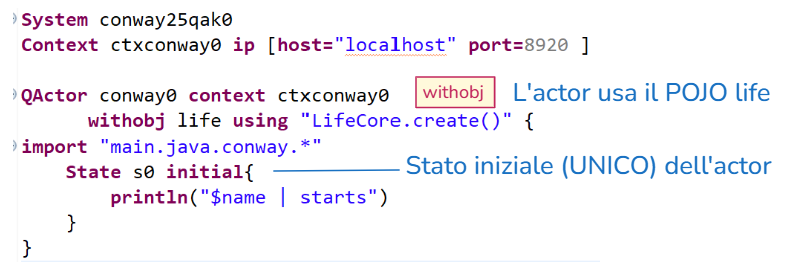 System conway25qak0
Context ctxconway0 ip [host="localhost" port=8920 ]
QActor conway0 context ctxconway0 withobj L'actor usa il POJO life
withobj life using "LifeCore.create()" {
import "main.java.conway.*"
State s0 initial{ Stato iniziale (UNICO) dell'actor
println("$name | starts")
}
}